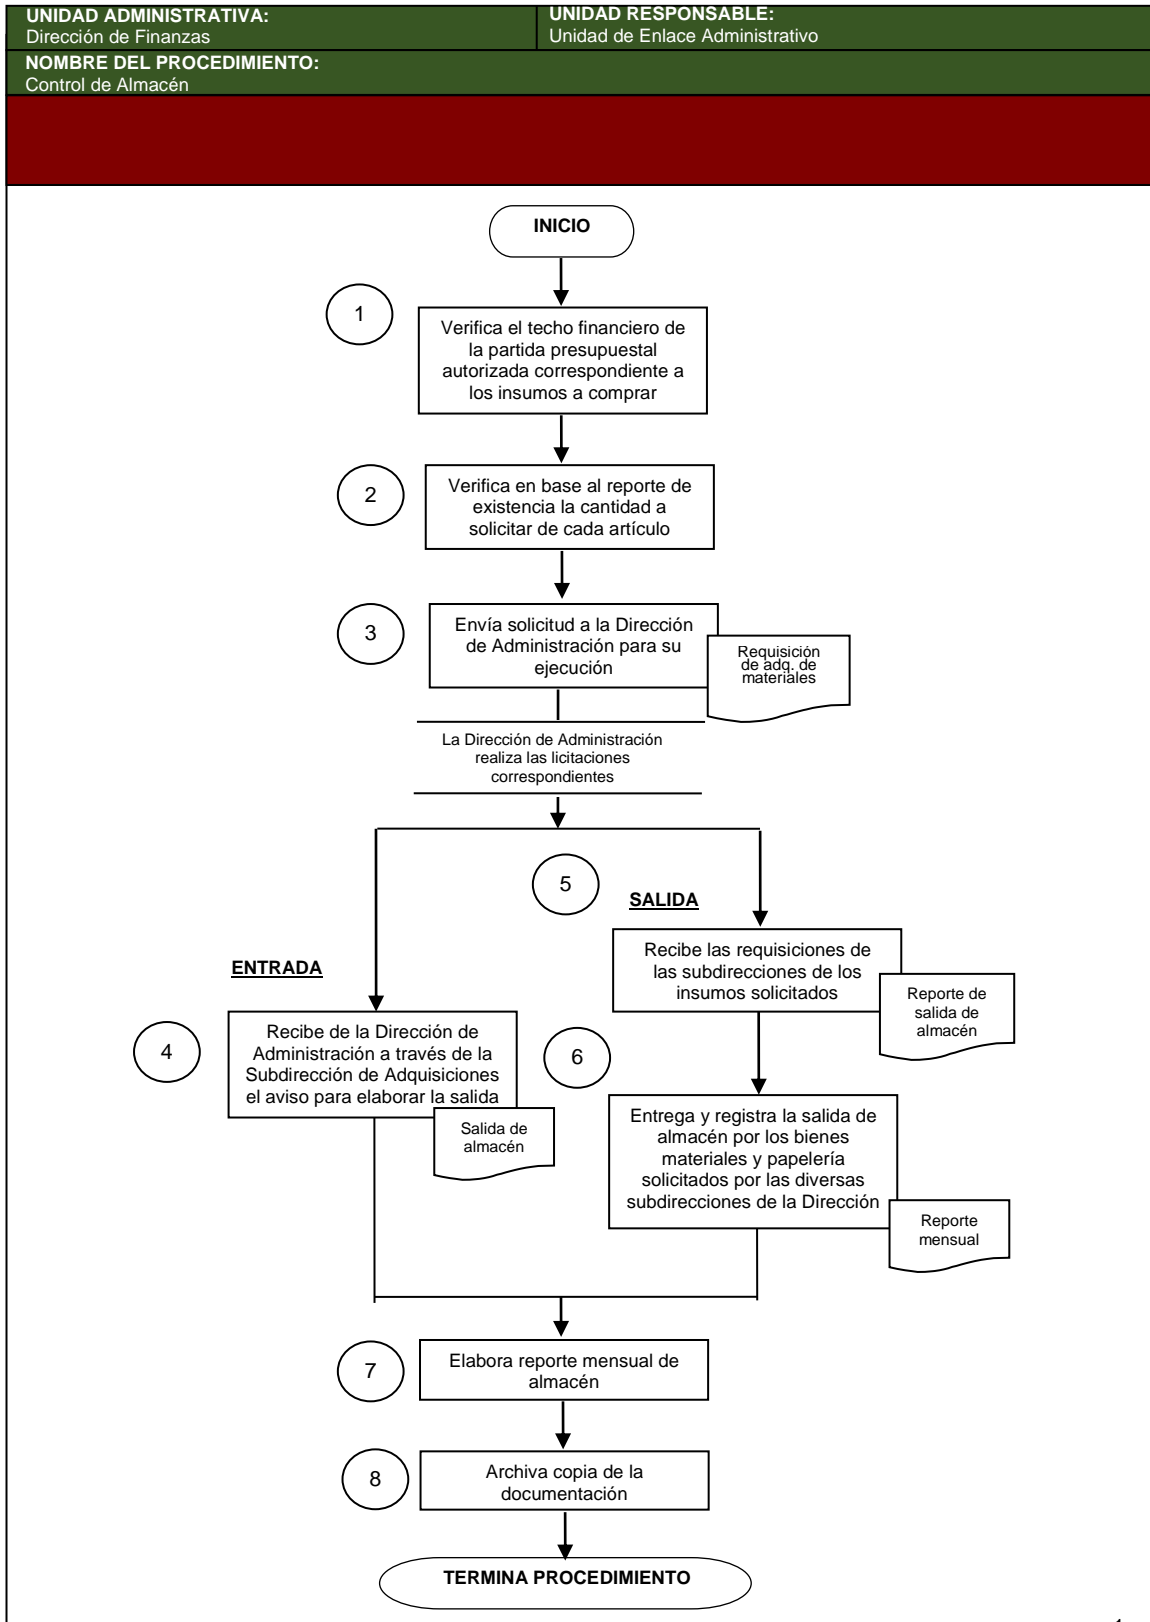 UNIDAD ADMINISTRATIVA:
Dirección de Finanzas
UNIDAD RESPONSABLE:
Unidad de Enlace Administrativo
NOMBRE DEL PROCEDIMIENTO:
Control de Almacén
INICIO
1
Verifica el techo financiero de
la partida presupuestal
autorizada correspondiente a
los insumos a comprar
2
Verifica en base al reporte de
existencia la cantidad a
solicitar de cada artículo
3
Envía solicitud a la Dirección
de Administración para su
ejecución
Requisición
de adq. de
materiales
La Dirección de Administración
realiza las licitaciones
correspondientes
5
SALIDA
Recibe las requisiciones de
las subdirecciones de los
insumos solicitados
Reporte de
salida de
almacén
ENTRADA
4
Recibe de la Dirección de
Administración a través de la
Subdirección de Adquisiciones
el aviso para elaborar la salida
Salida de
almacén
6
Entrega y registra la salida de
almacén por los bienes
materiales y papelería
solicitados por las diversas
subdirecciones de la Dirección
Reporte
mensual
7
Elabora reporte mensual de
almacén
8
Archiva copia de la
documentación
TERMINA PROCEDIMIENTO